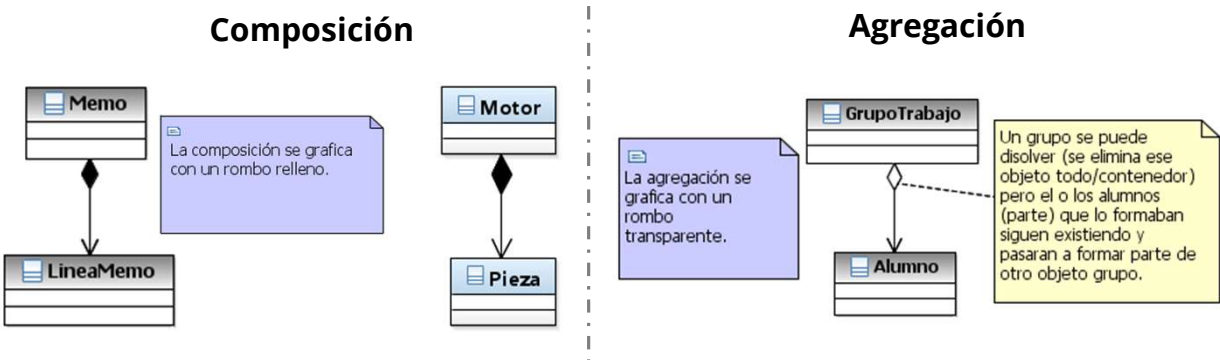 Composición
Memo
La composición se grafica
con un rombo relleno.
LineaMemo
Motor
Pieza
Agregación
La agregación se
grafica con un
rombo
transparente.
GrupoTrabajo
Alumno
Un grupo se puede
disolver (se elimina ese
objeto todo/contenedor)
pero el o los alumnos
(parte) que lo formaban
siguen existiendo y
pasaran a formar parte de
otro objeto grupo.